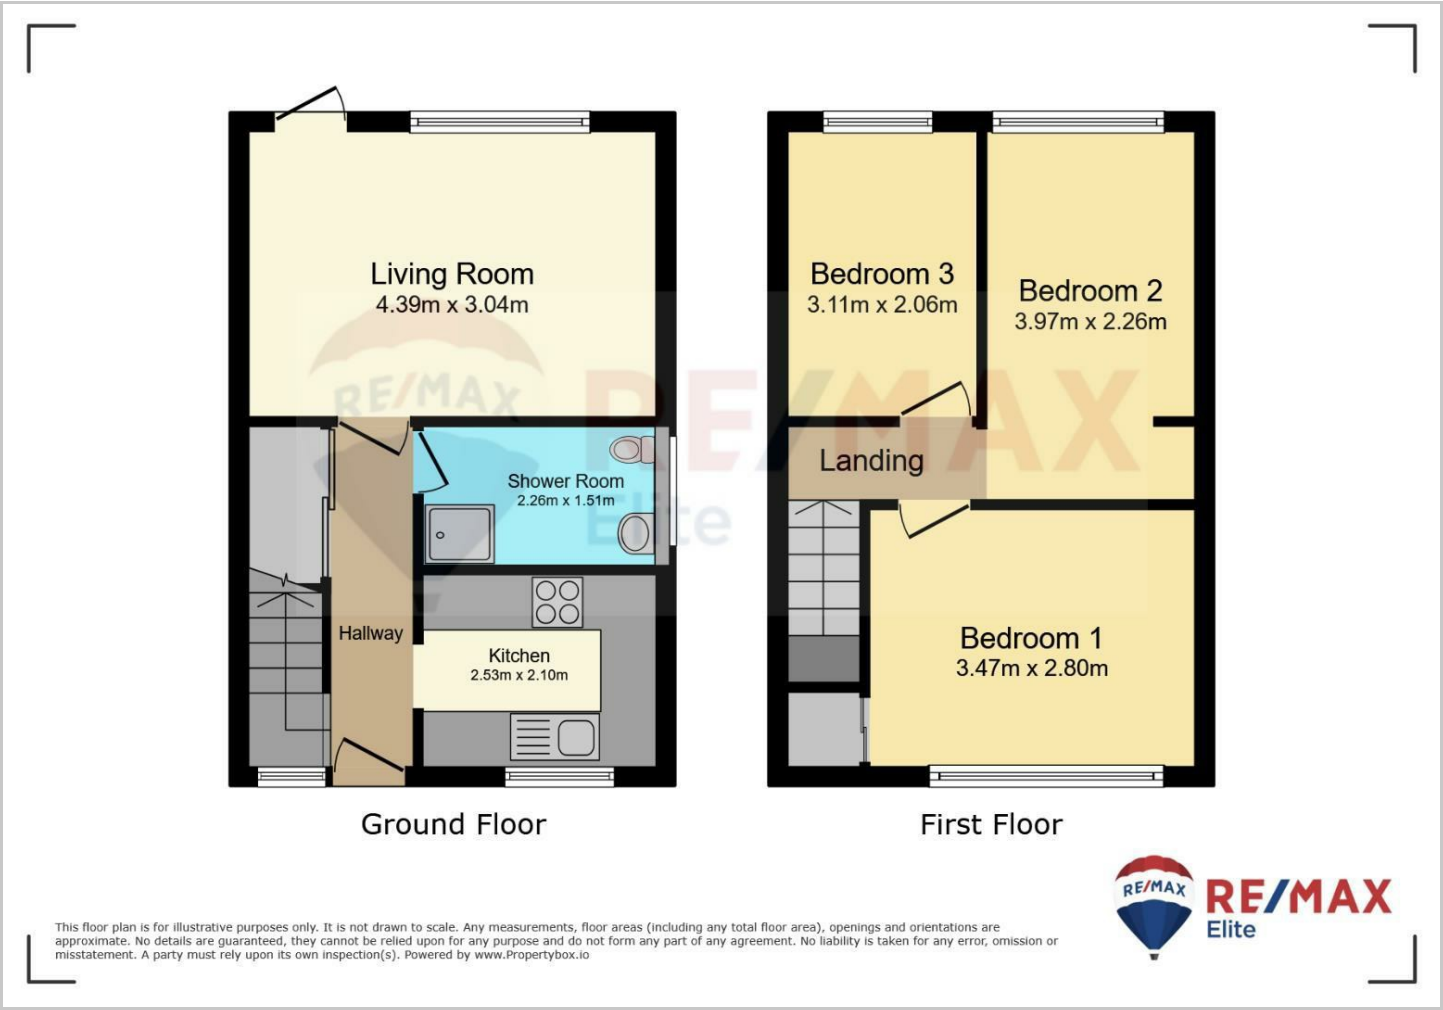 Living Room
4.39m x 3.04m
Shower Room
2.26m x 1.51m
Hallway
Kitchen
2.53m x 2.10m
Ground Floor
Bedroom 3
3.11m x 2.06m
Bedroom 2
3.97m x 2.26m
Landing
Bedroom 1
3.47m x 2.80m
First Floor
RE/MAX
RE/MAX
Elite
This floor plan is for illustrative purposes only. It is not drawn to scale. Any measurements, floor areas (including any total floor area), openings and orientations are
approximate. No details are guaranteed, they cannot be relied upon for any purpose and do not form any part of any agreement. No liability is taken for any error, omission or
misstatement. A party must rely upon its own inspection(s). Powered by www.Propertybox.io
RE/MAX
RE/MAX
Elite